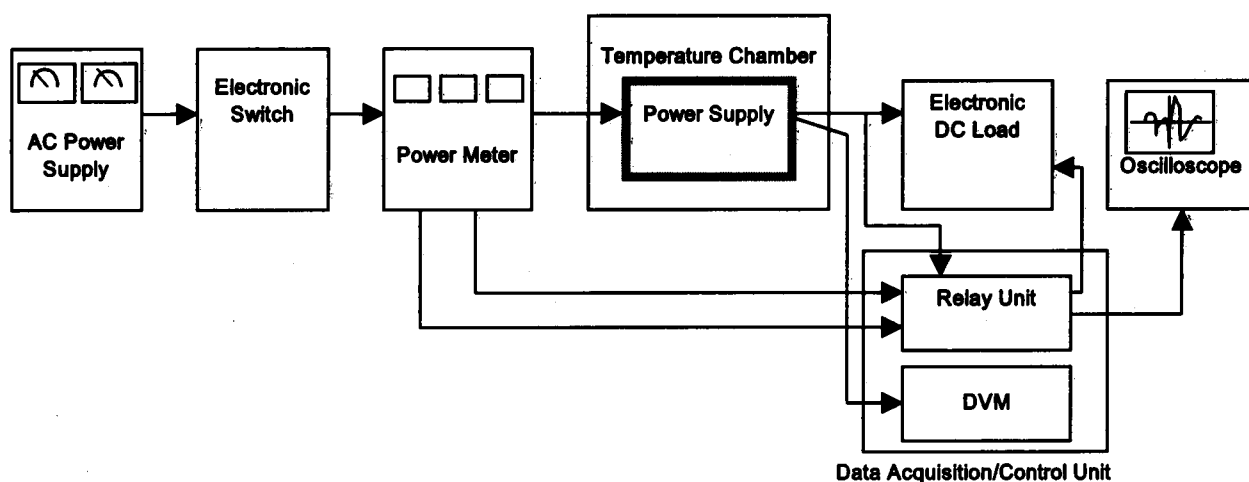 AC Power
Supply
Electronic
Switch
Power Meter
Temperature Chamber
Power Supply
Electronic
DC Load
Oscilloscope
Relay Unit
DVM
Data Acquisition/Control Unit